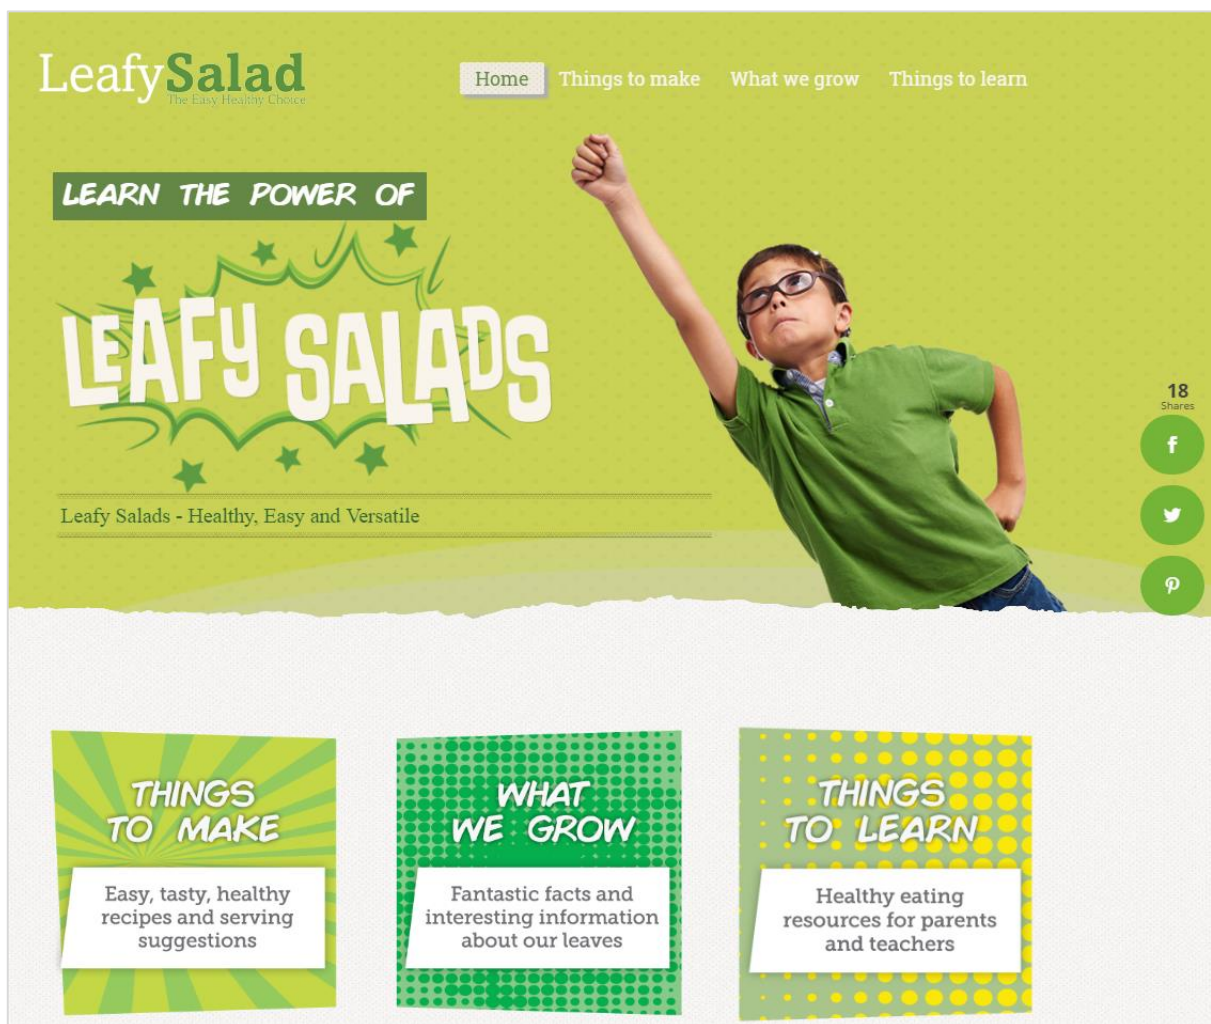 LeafySalad
The Easy Healthy Choice
Home Things to make What we grow Things to learn
LEARN THE POWER OF
LEAFY SALADS
18
Shares
Leafy Salads - Healthy, Easy and Versatile
THINGS
TO MAKE
Easy, tasty, healthy
recipes and serving
suggestions
WHAT
WE GROW
Fantastic facts and
interesting information
about our leaves
THINGS
TO LEARN
Healthy eating
resources for parents
and teachers